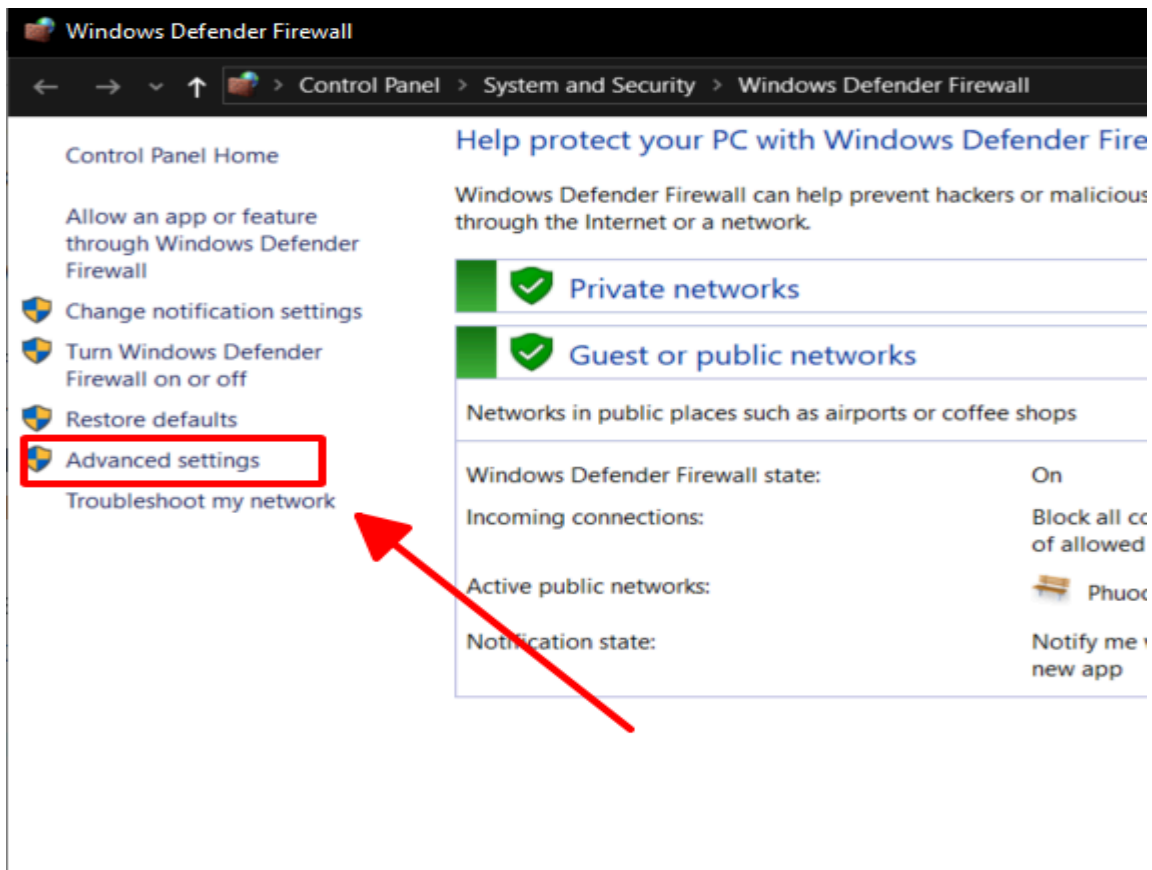 Windows Defender Firewall
Control Panel > System and Security > Windows Defender Firewall
Control Panel Home
Allow an app or feature
through Windows Defender
Firewall
Change notification settings
Turn Windows Defender
Firewall on or off
Restore defaults
Advanced settings
Troubleshoot my network
Help protect your PC with Windows Defender Fire
Windows Defender Firewall can help prevent hackers or malicious
through the Internet or a network.
Private networks
Guest or public networks
Networks in public places such as airports or coffee shops
Windows Defender Firewall state: On
Incoming connections: Block all co
of allowed
Active public networks: Phuoc
Notification state: Notify me
new app